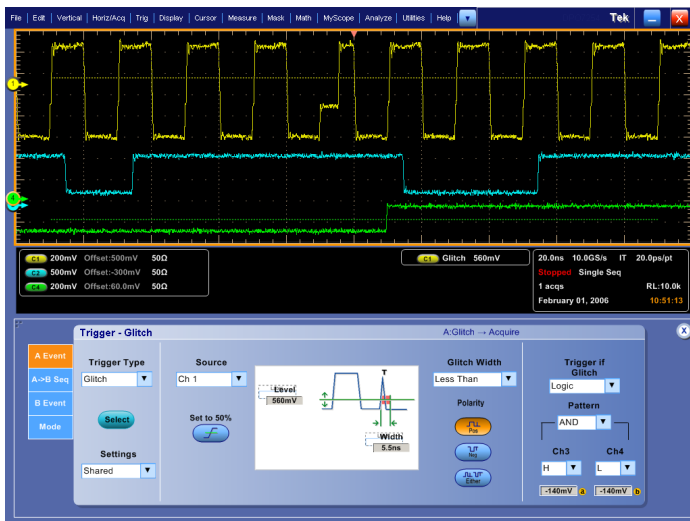 File | Edit | Vertical | Horiz/Acq | Trig | Display | Cursor | Measure | Mask | Math | MyScope | Analyze | Utilities | Help
Tek
X
1
4
C1 200mV Offset:500mV 50Ω
C2 500mV Offset:-300mV 50Ω
C4 200mV Offset:60.0mV 50Ω
C1 Glitch 560mV
20.0ns 10.0GS/s IT 20.0ps/pt
Stopped Single Seq
1 acqs RL:10.0k
February 01, 2006 10:51:13
Trigger - Glitch
A:Glitch → Acquire
X
A Event
A->B Seq
B Event
Mode
Trigger Type
Glitch
Select
Settings
Shared
Source
Ch 1
Set to 50%
Level
560mV
T
Width
5.5ns
Glitch Width
Less Than
Polarity
Pos
Neg
Either
Trigger if
Glitch
Logic
Pattern
AND
Ch3 Ch4
H L
-140mV a -140mV b